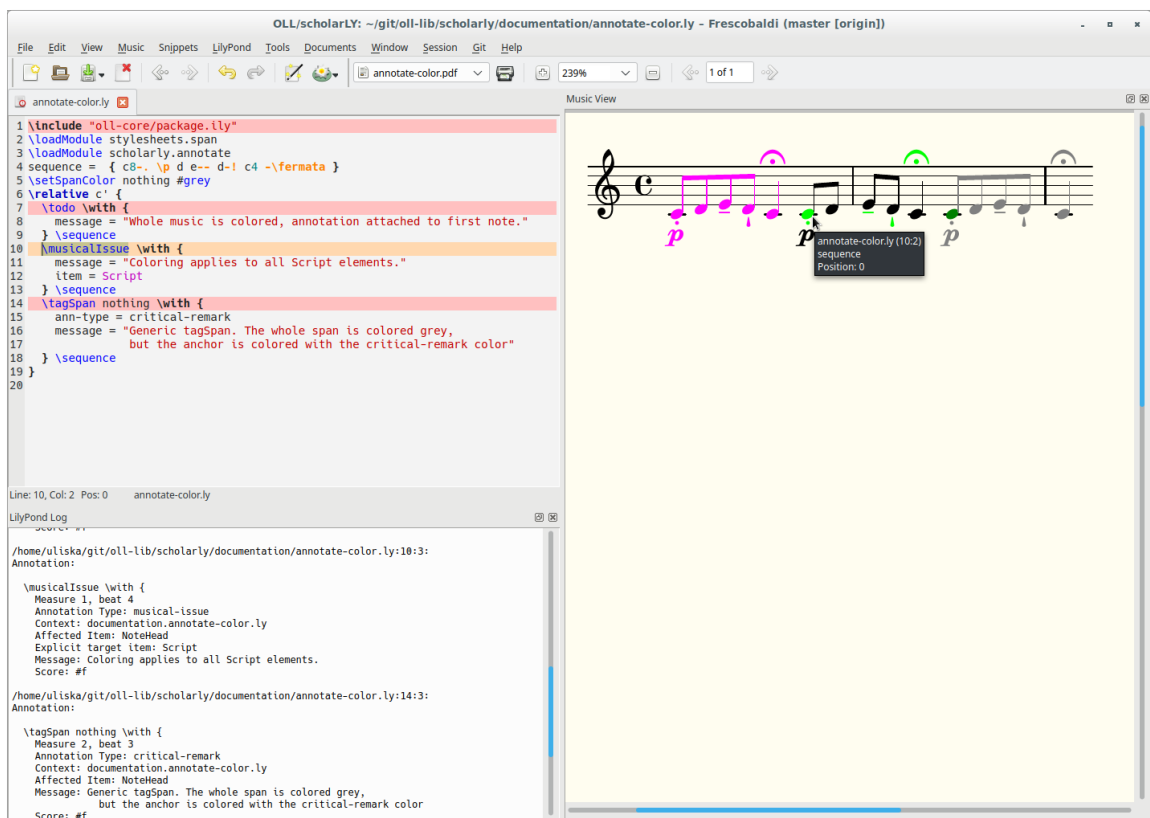 OLL/scholarLY: ~/git/oll-lib/scholarly/documentation/annotate-color.ly – Frescobaldi (master [origin])
File Edit View Music Snippets LilyPond Tools Documents Window Session Git Help
annotate-color.pdf 239% 1 of 1
annotate-color.ly
1 \include "oll-core/package.ily"
2 \loadModule stylesheets.span
3 \loadModule scholarly.annotate
4 sequence =  { c8-. \p d e-- d-! c4 -\fermata }
5 \setSpanColor nothing #grey
6 \relative c' {
7   \todo \with {
8     message = "Whole music is colored, annotation attached to first note."
9   } \sequence
10   \musicalIssue \with {
11     message = "Coloring applies to all Script elements."
12     item = Script
13   } \sequence
14   \tagSpan nothing \with {
15     ann-type = critical-remark
16     message = "Generic tagSpan. The whole span is colored grey,
17                but the anchor is colored with the critical-remark color"
18   } \sequence
19 }
20
Line: 10, Col: 2 Pos: 0 annotate-color.ly
LilyPond Log
Score: #f
/home/uliska/git/oll-lib/scholarly/documentation/annotate-color.ly:10:3:
Annotation:
\musicalIssue \with {
Measure 1, beat 4
Annotation Type: musical-issue
Context: documentation.annotate-color.ly
Affected Item: NoteHead
Explicit target item: Script
Message: Coloring applies to all Script elements.
Score: #f
/home/uliska/git/oll-lib/scholarly/documentation/annotate-color.ly:14:3:
Annotation:
\tagSpan nothing \with {
Measure 2, beat 3
Annotation Type: critical-remark
Context: documentation.annotate-color.ly
Affected Item: NoteHead
Message: Generic tagSpan. The whole span is colored grey,
but the anchor is colored with the critical-remark color
Score: #f
Music View
p p p
annotate-color.ly (10:2)
sequence
Position: 0